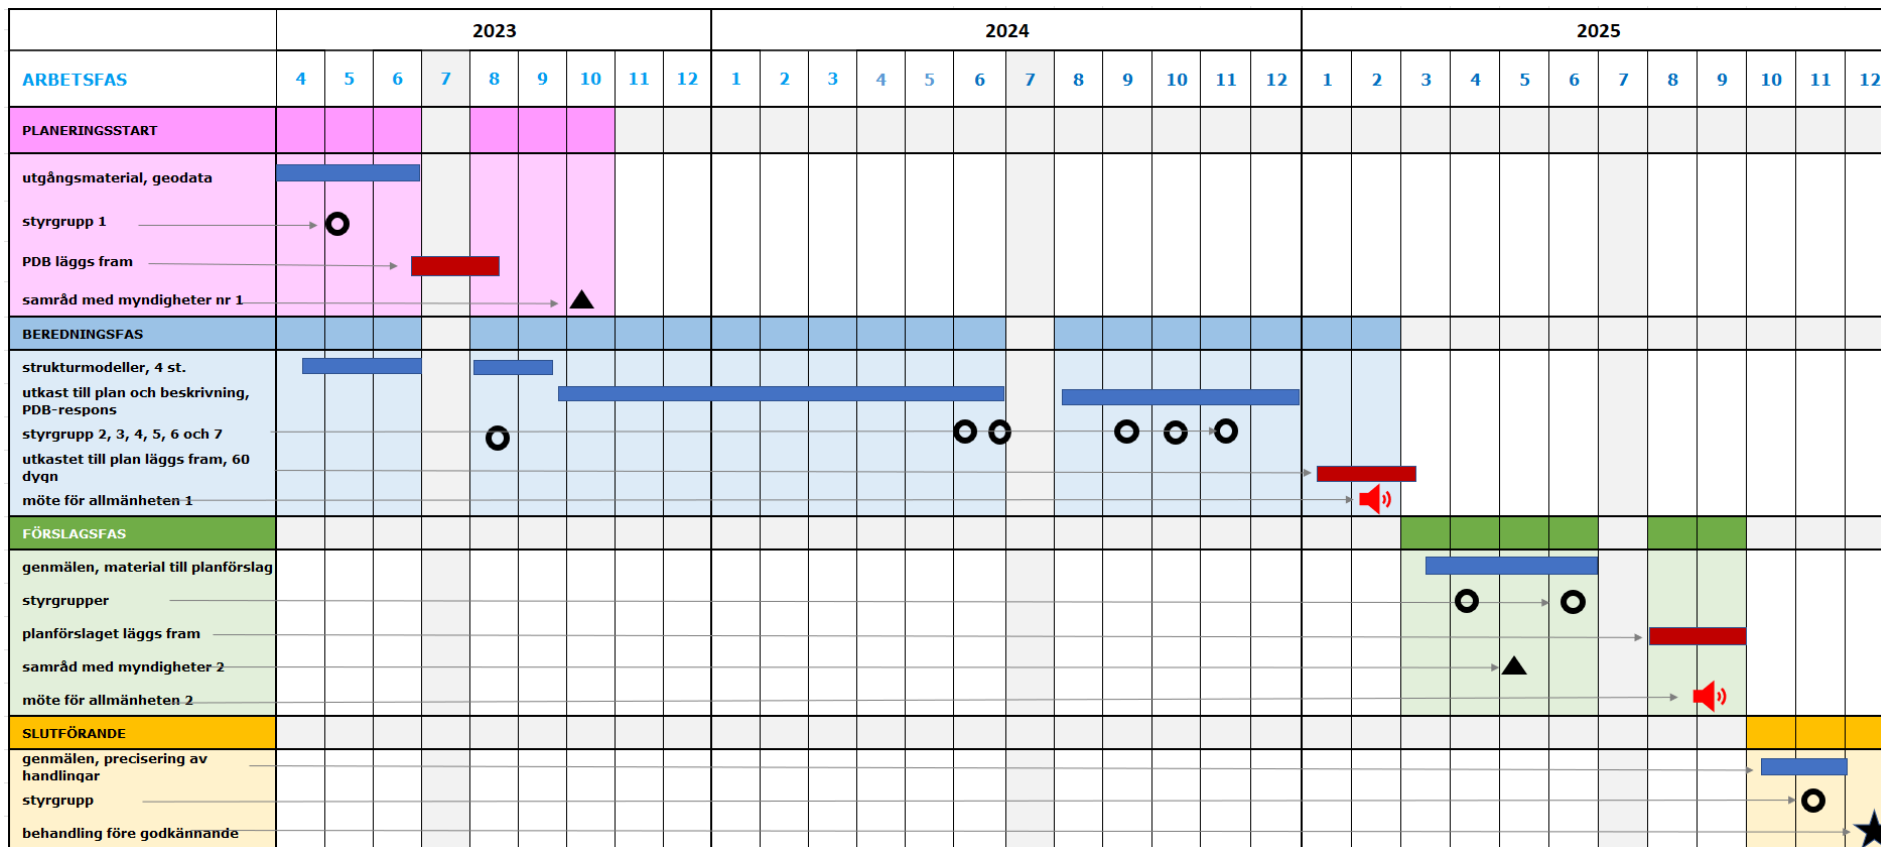 2023 2024 2025
ARBETSFAS 4 5 6 7 8 9 10 11 12 1 2 3 4 5 6 7 8 9 10 11 12 1 2 3 4 5 6 7 8 9 10 11 12
PLANERINGSSTART
utgångsmaterial, geodata
styrgrupp 1
PDB läggs fram
samråd med myndigheter nr 1
BEREDNINGSFAS
strukturmodeller, 4 st.
utkast till plan och beskrivning,
PDB-respons
styrgrupp 2, 3, 4, 5, 6 och 7
utkastet till plan läggs fram, 60
dygn
möte för allmänheten 1
FÖRSLAGSFAS
genmälen, material till planförslag
styrgrupper
planförslaget läggs fram
samråd med myndigheter 2
möte för allmänheten 2
SLUTFÖRANDE
genmälen, precisering av
handlingar
styrgrupp
behandling före godkännande